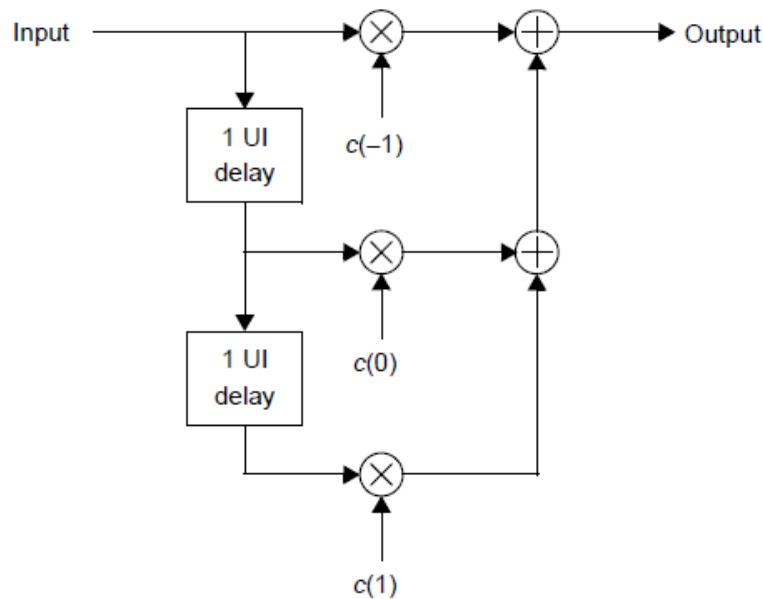 Input
Output
1 UI
delay
c(–1)
1 UI
delay
c(0)
c(1)